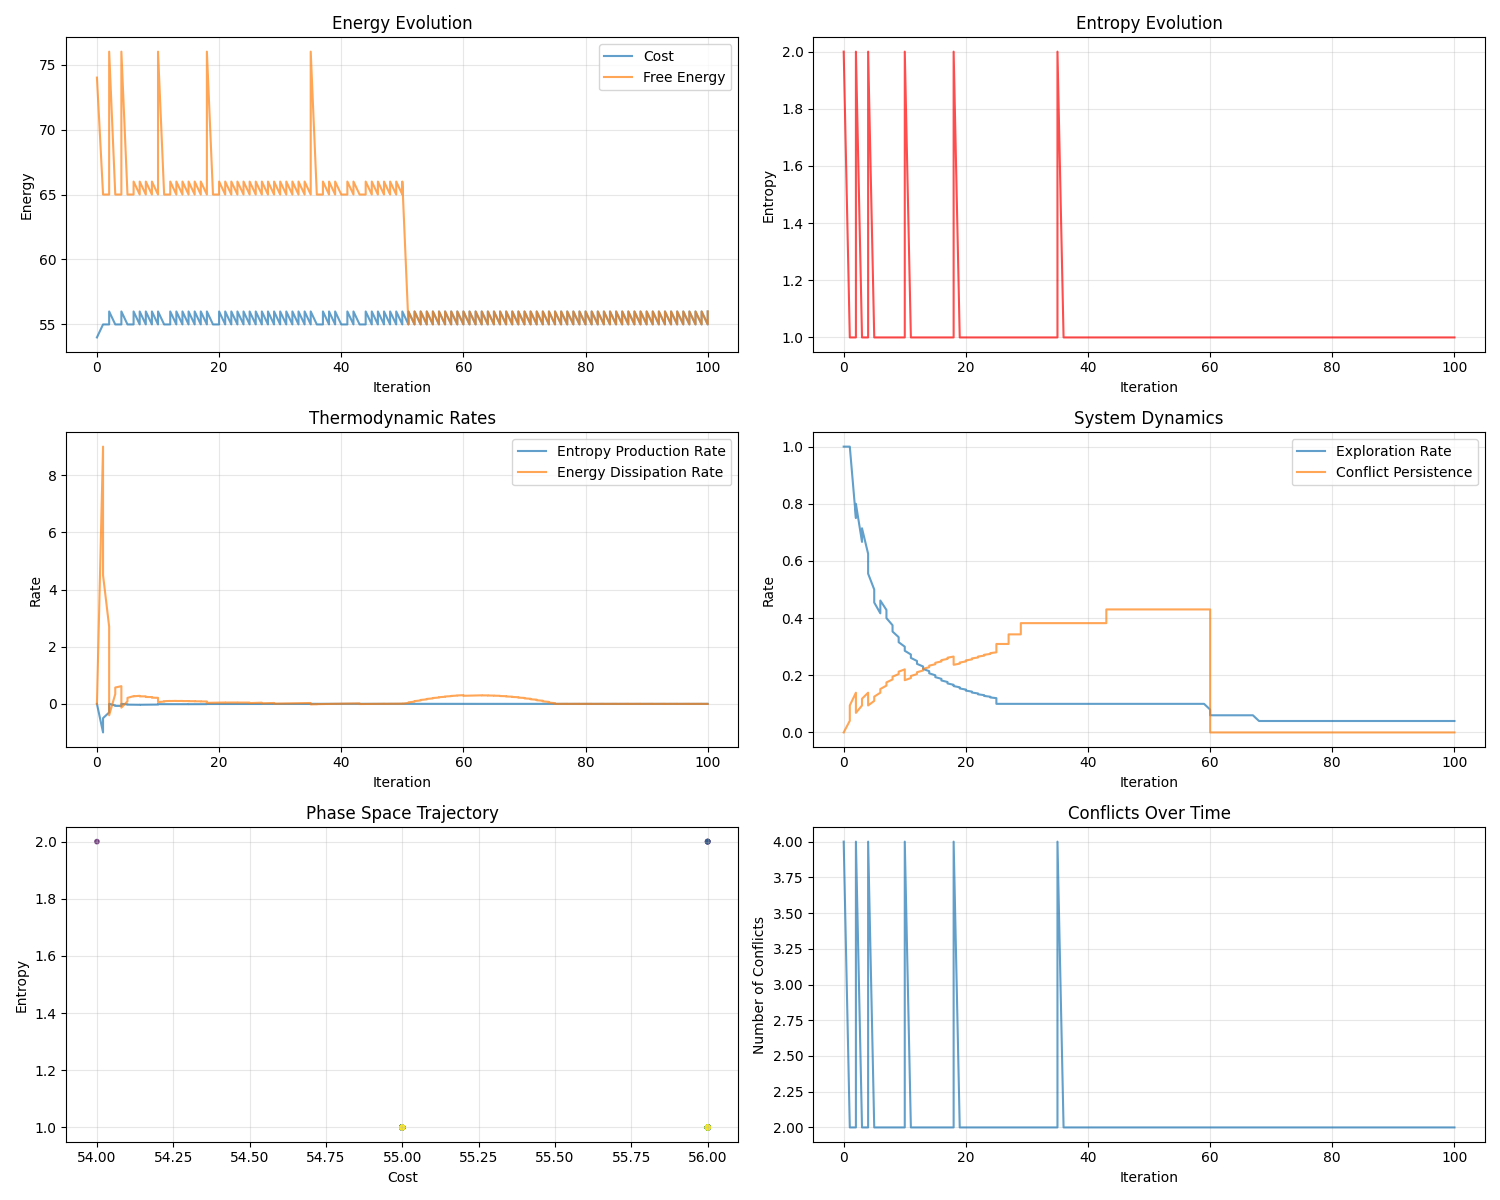 Energy Evolution
Energy
75
70
65
60
55
Cost
Free Energy
0 20 40 60 80 100
Iteration
Entropy Evolution
Entropy
2.0
1.8
1.6
1.4
1.2
1.0
0 20 40 60 80 100
Iteration
Thermodynamic Rates
Rate
8
6
4
2
0
Entropy Production Rate
Energy Dissipation Rate
0 20 40 60 80 100
Iteration
System Dynamics
Rate
1.0
0.8
0.6
0.4
0.2
0.0
Exploration Rate
Conflict Persistence
0 20 40 60 80 100
Iteration
Phase Space Trajectory
Entropy
2.0
1.8
1.6
1.4
1.2
1.0
54.00 54.25 54.50 54.75 55.00 55.25 55.50 55.75 56.00
Cost
Conflicts Over Time
Number of Conflicts
4.00
3.75
3.50
3.25
3.00
2.75
2.50
2.25
2.00
0 20 40 60 80 100
Iteration